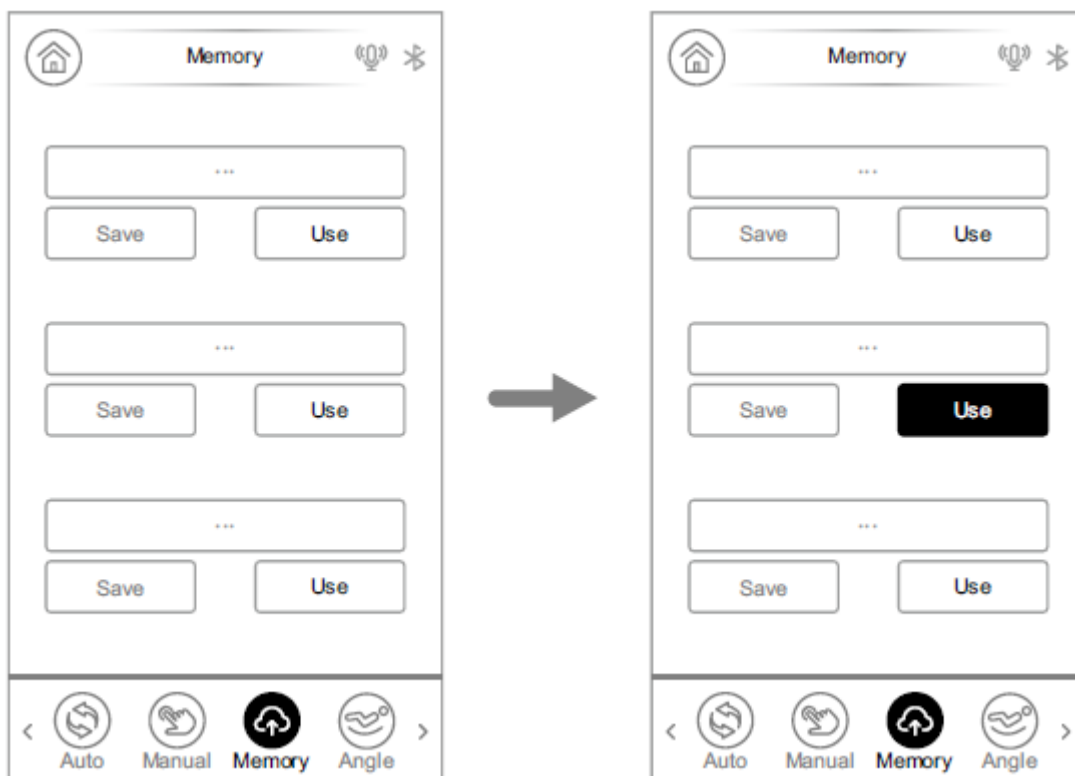 Memory
...
Save Use
...
Save Use
...
Save Use
< Auto Manual Memory Angle >
Memory
...
Save Use
...
Save Use
...
Save Use
< Auto Manual Memory Angle >